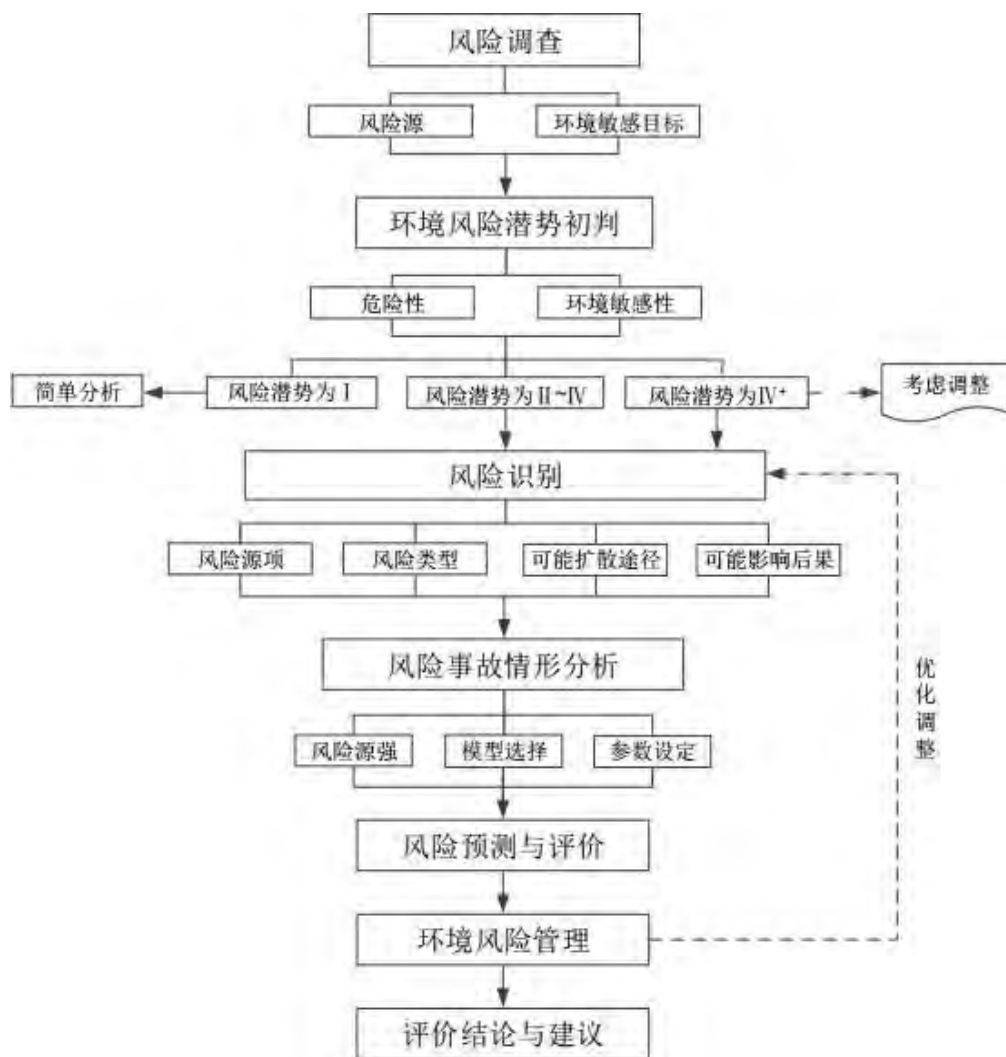 风险调查
风险源
环境敏感目标
环境风险潜势初判
危险性
环境敏感性
简单分析
风险潜势为Ⅰ
风险潜势为Ⅱ~Ⅳ
风险潜势为Ⅳ⁺
考虑调整
风险识别
风险源项
风险类型
可能扩散途径
可能影响后果
风险事故情形分析
优化调整
风险源强
模型选择
参数设定
风险预测与评价
环境风险管理
评价结论与建议